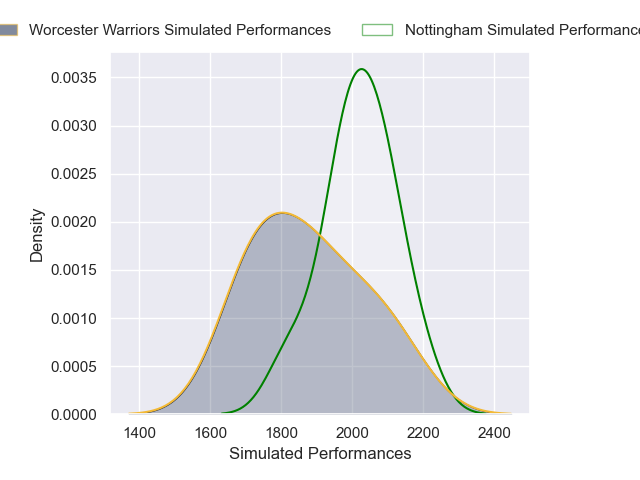 Worcester Warriors Simulated Performances
Nottingham Simulated Performance
0.0035
0.0030
0.0025
0.0020
0.0015
0.0010
0.0005
0.0000
Density
1400 1600 1800 2000 2200 2400
Simulated Performances